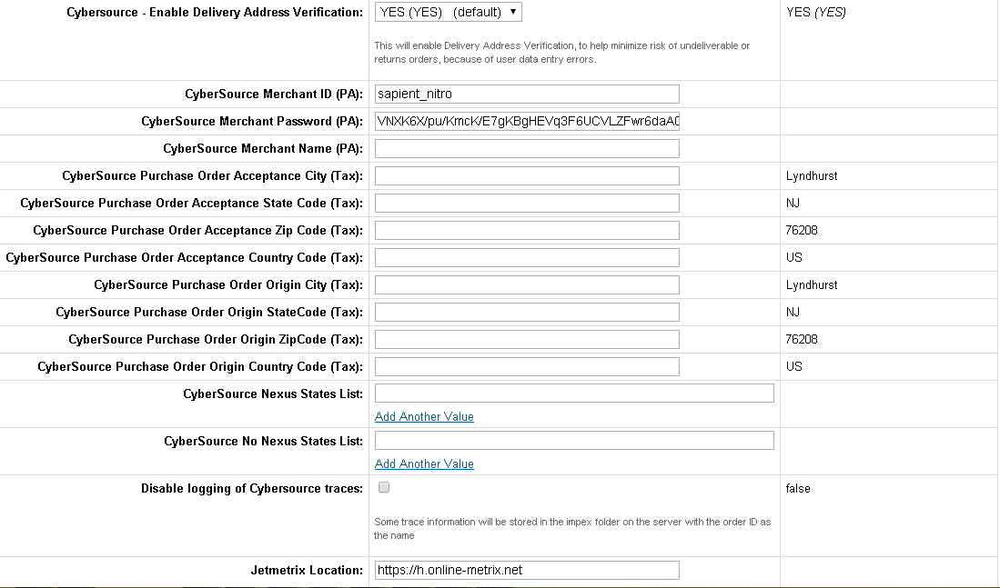 Cybersource - Enable Delivery Address Verification: YES (YES) (default) YES (YES)
This will enable Delivery Address Verification, to help minimize risk of undeliverable or
returns orders, because of user data entry errors.
CyberSource Merchant ID (PA): sapient_nitro
CyberSource Merchant Password (PA): VNXK6X/pu/KmcK/E7gKBgHEVq3F6UCVLZFwr6daA
CyberSource Merchant Name (PA):
CyberSource Purchase Order Acceptance City (Tax): Lyndhurst
CyberSource Purchase Order Acceptance State Code (Tax): NJ
CyberSource Purchase Order Acceptance Zip Code (Tax): 76208
CyberSource Purchase Order Acceptance Country Code (Tax): US
CyberSource Purchase Order Origin City (Tax): Lyndhurst
CyberSource Purchase Order Origin StateCode (Tax): NJ
CyberSource Purchase Order Origin ZipCode (Tax): 76208
CyberSource Purchase Order Origin Country Code (Tax): US
CyberSource Nexus States List:
Add Another Value
CyberSource No Nexus States List:
Add Another Value
Disable logging of Cybersource traces: false
Some trace information will be stored in the impex folder on the server with the order ID as
the name
Jetmetrix Location: https://h.online-metrix.net